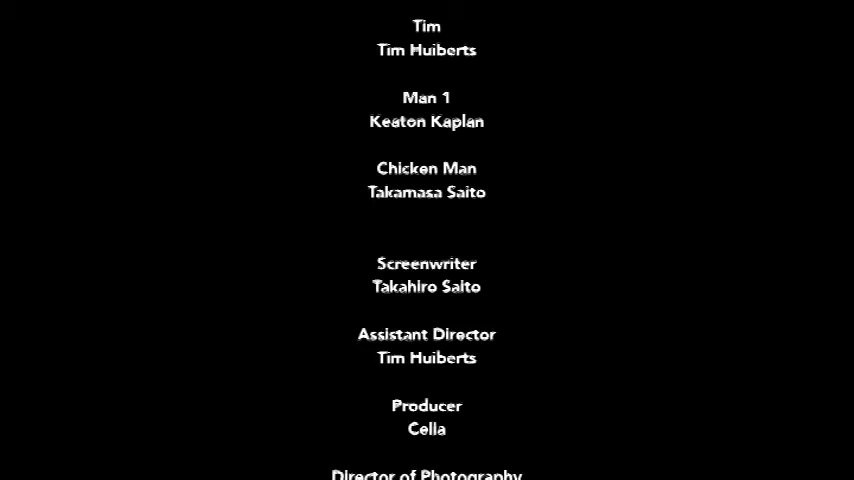 Tim
Tim Huiberts
Man 1
Keaton Kaplan
Chicken Man
Takamasa Saito
Screenwriter
Takahiro Saito
Assistant Director
Tim Huiberts
Producer
Cella
Director of Photography